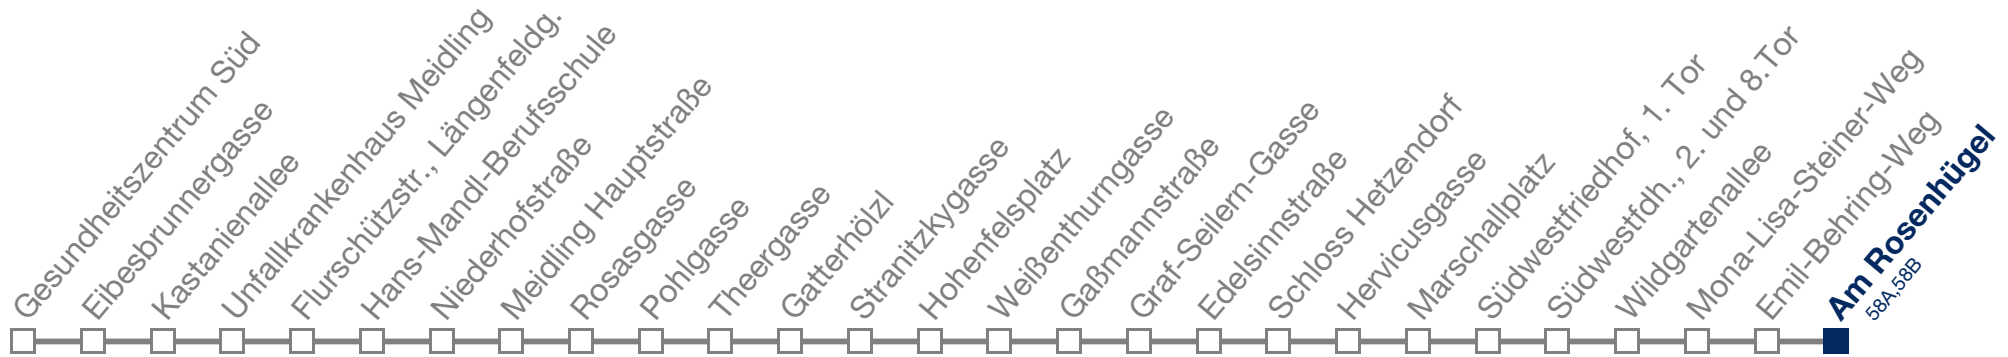 Gesundheitszentrum Süd
Eibesbrunnergasse
Kastanienallee
Unfallkrankenhaus Meidling
Flurschützstr., Längenfeldg.
Hans-Mandl-Berufsschule
Niederhofstraße
Meidling Hauptstraße
Rosasgasse
Pohlgasse
Theergasse
Gatterhölzl
Stranitzkygasse
Hohenfelsplatz
Weißenthurngasse
Gaßmannstraße
Graf-Seilern-Gasse
Edelsinnstraße
Schloss Hetzendorf
Hervicusgasse
Marschallplatz
Südwestfriedhof, 1. Tor
Südwestfdh., 2. und 8.Tor
Wildgartenallee
Mona-Lisa-Steiner-Weg
Emil-Behring-Weg
Am Rosenhügel
58A,58B